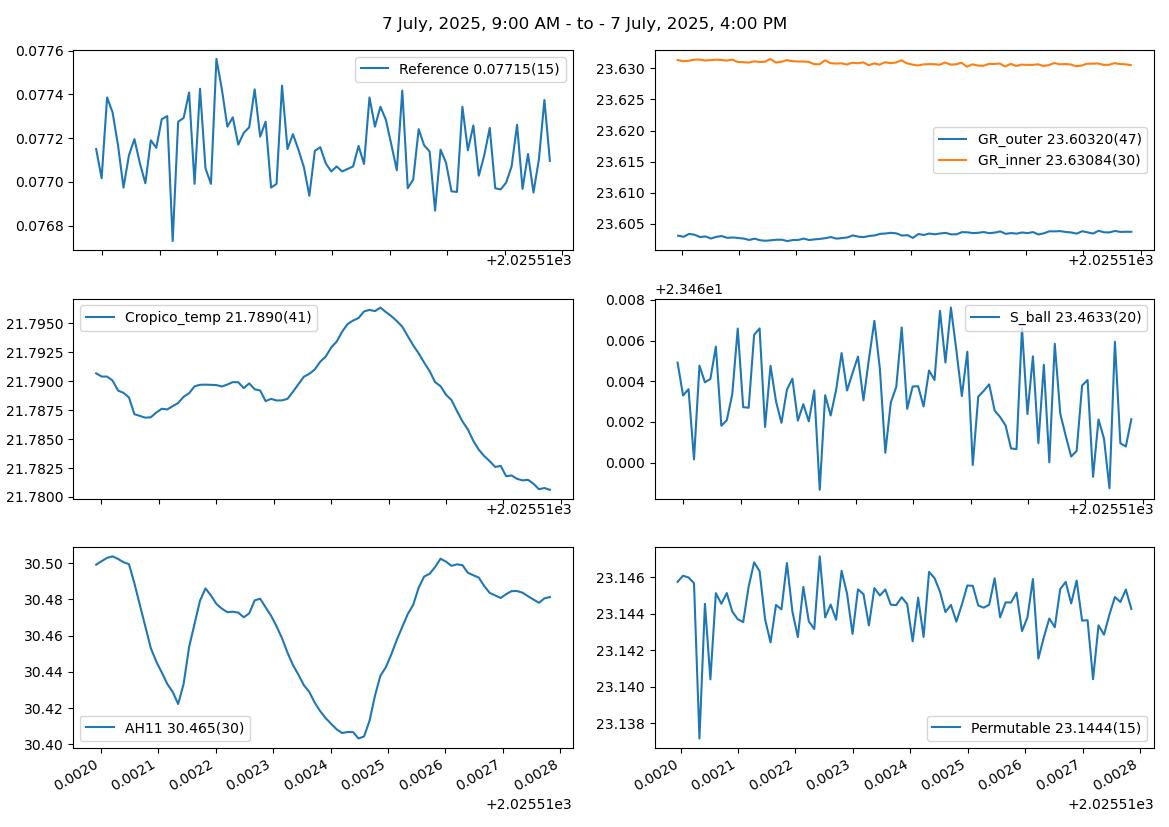 7 July, 2025, 9:00 AM - to - 7 July, 2025, 4:00 PM
0.0776
0.0774
0.0772
0.0770
0.0768
Reference 0.07715(15)
+2.02551e3
23.630
23.625
23.620
23.615
23.610
23.605
GR_outer 23.60320(47)
GR_inner 23.63084(30)
+2.02551e3
21.7950
21.7925
21.7900
21.7875
21.7850
21.7825
21.7800
Cropico_temp 21.7890(41)
+2.02551e3
+2.346e1
0.008
0.006
0.004
0.002
0.000
S_ball 23.4633(20)
+2.02551e3
30.50
30.48
30.46
30.44
30.42
30.40
AH11 30.465(30)
0.0020 0.0021 0.0022 0.0023 0.0024 0.0025 0.0026 0.0027 0.0028
+2.02551e3
23.146
23.144
23.142
23.140
23.138
Permutable 23.1444(15)
0.0020 0.0021 0.0022 0.0023 0.0024 0.0025 0.0026 0.0027 0.0028
+2.02551e3